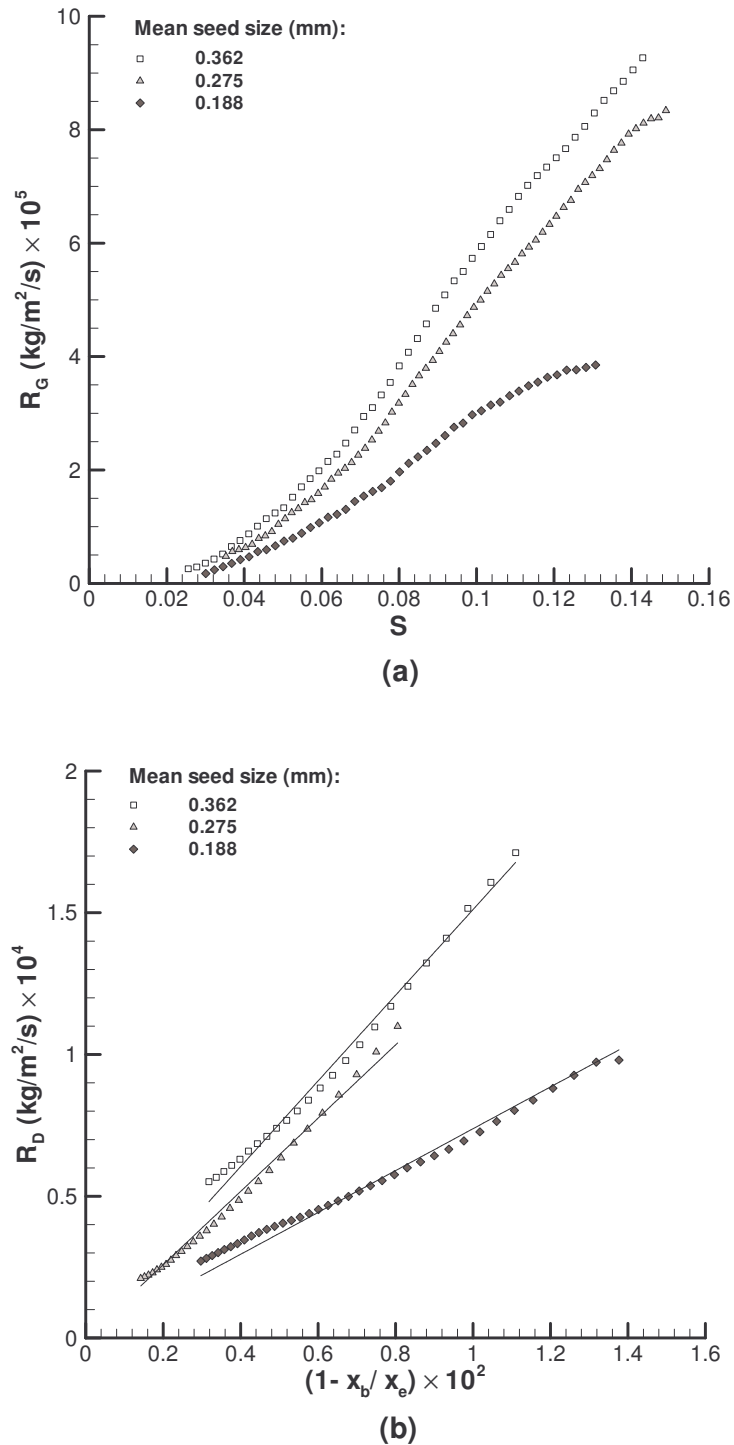 Mean seed size (mm):
0.362
0.275
0.188
10
8
6
4
2
0
R_G (kg/m²/s) × 10⁵
0 0.02 0.04 0.06 0.08 0.1 0.12 0.14 0.16
S
(a)
Mean seed size (mm):
0.362
0.275
0.188
2
1.5
1
0.5
0
R_D (kg/m²/s) × 10⁴
0 0.2 0.4 0.6 0.8 1 1.2 1.4 1.6
(1- x_b/ x_e) × 10²
(b)